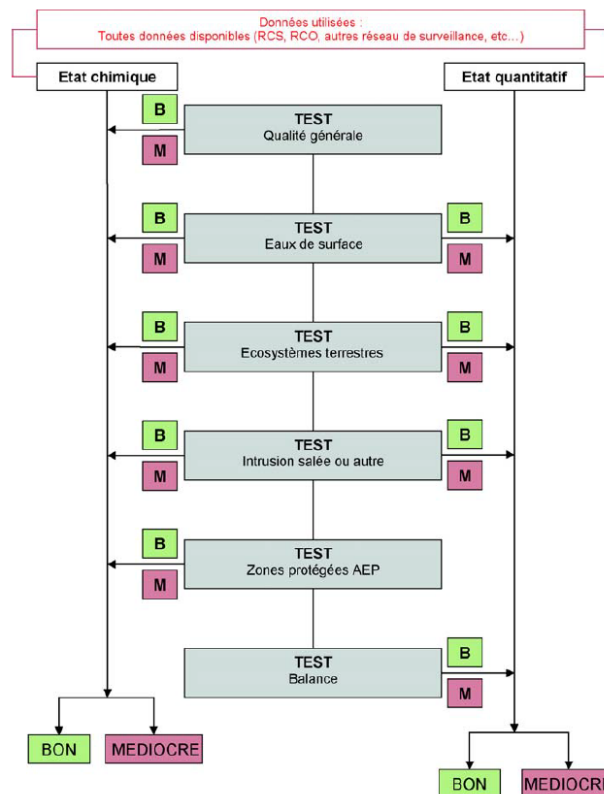 Données utilisées :
Toutes données disponibles (RCS, RCO, autres réseau de surveillance, etc...)
Etat chimique
Etat quantitatif
B
M
TEST
Qualité générale
B
M
TEST
Eaux de surface
B
M
B
M
TEST
Ecosystèmes terrestres
B
M
B
M
TEST
Intrusion salée ou autre
B
M
B
M
TEST
Zones protégées AEP
TEST
Balance
B
M
BON
MEDIOCRE
BON
MEDIOCRE